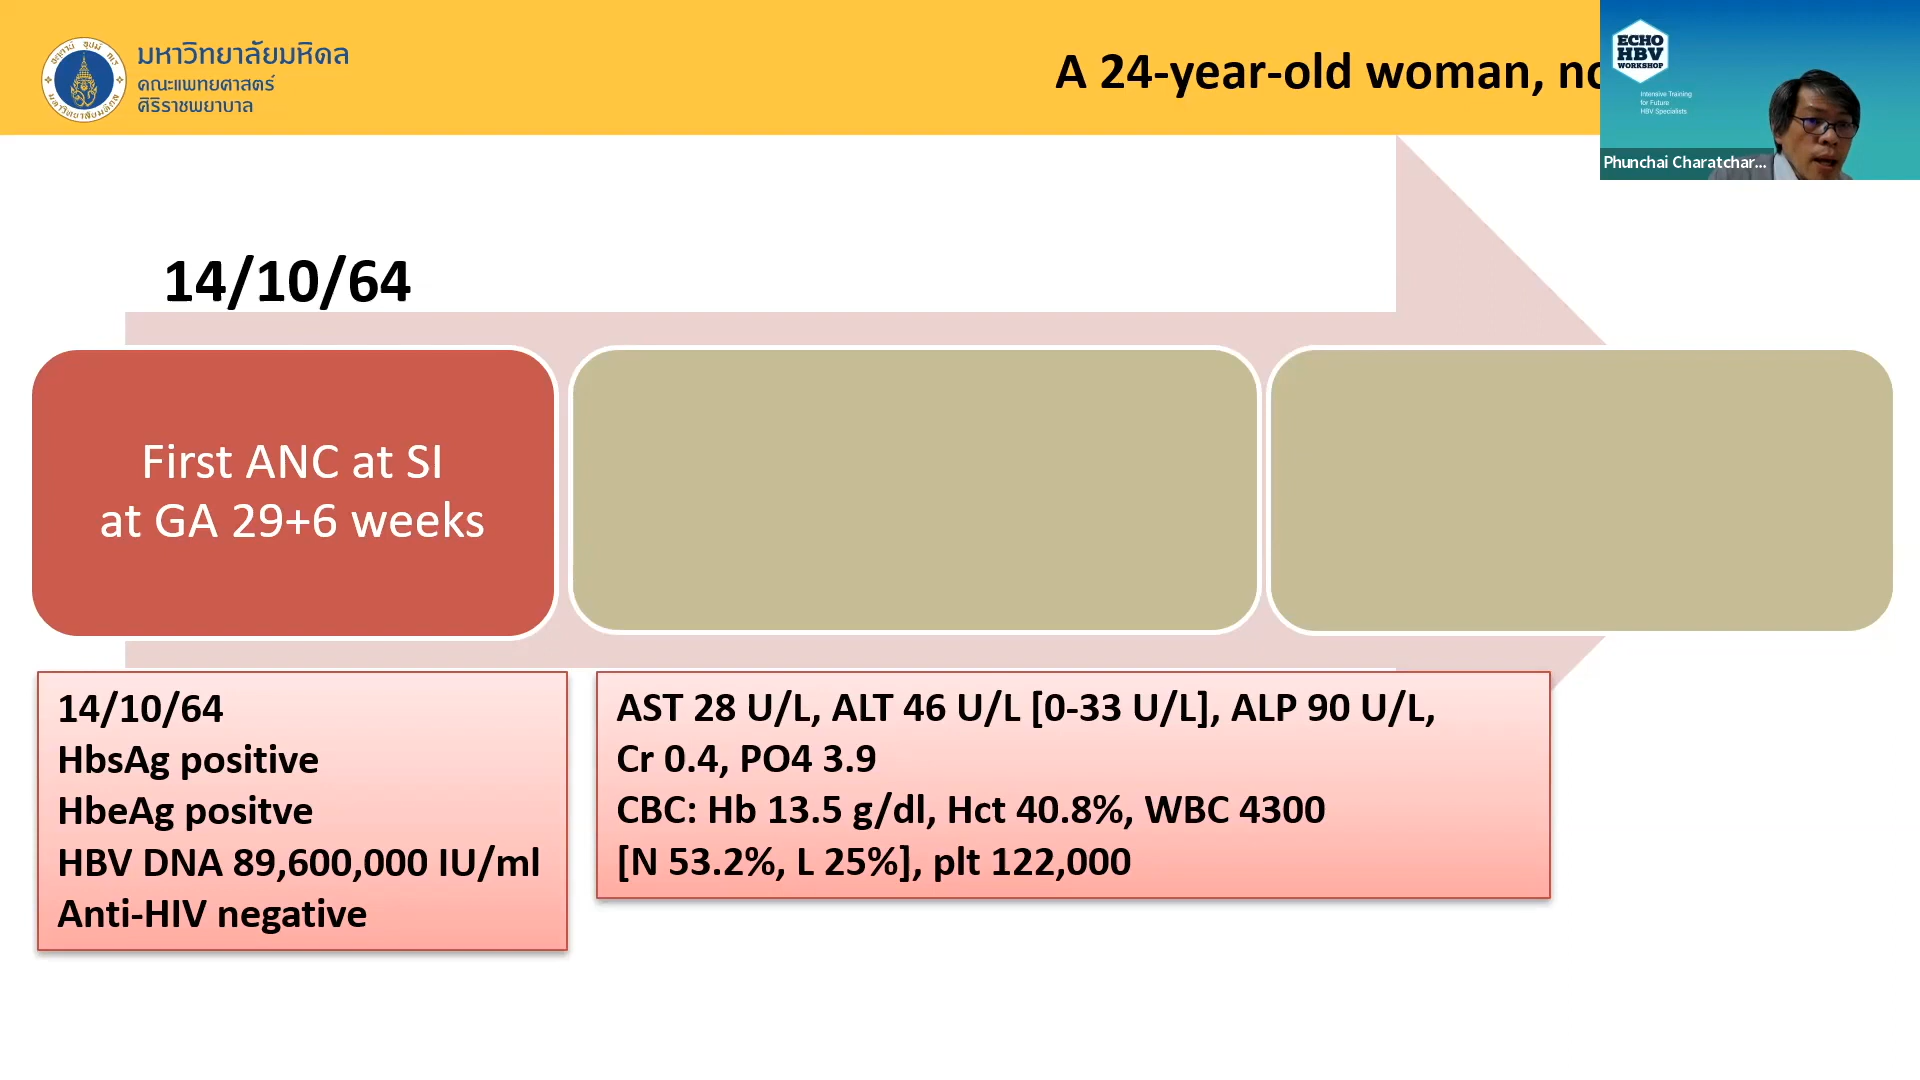 มหาวิทยาลัยมหิดล
คณะแพทยศาสตร์
ศิริราชพยาบาล
A 24-year-old woman, no
ECHO
HBV
WORKSHOP
Intensive Training
for Future
HBV Specialists
Phunchai Charatchar...
14/10/64
First ANC at SI
at GA 29+6 weeks
14/10/64
HbsAg positive
HbeAg positve
HBV DNA 89,600,000 IU/ml
Anti-HIV negative
AST 28 U/L, ALT 46 U/L [0-33 U/L], ALP 90 U/L,
Cr 0.4, PO4 3.9
CBC: Hb 13.5 g/dl, Hct 40.8%, WBC 4300
[N 53.2%, L 25%], plt 122,000